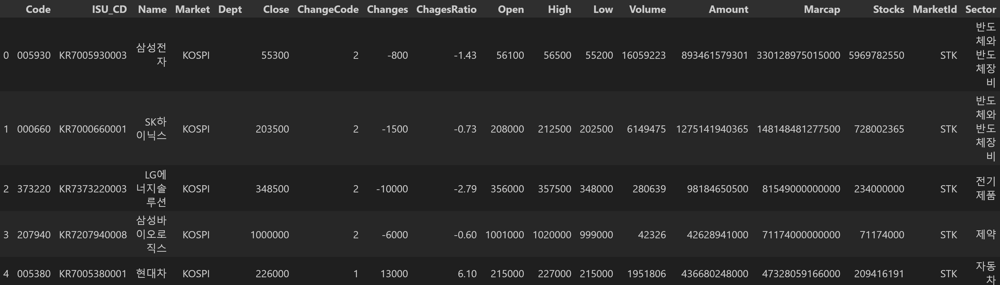 Code ISU_CD Name Market Dept Close ChangeCode Changes ChagesRatio Open High Low Volume Amount Marcap Stocks MarketId Sector
0 005930 KR7005930003 삼성전자 KOSPI 55300 2 -800 -1.43 56100 56500 55200 16059223 893461579301 330128975015000 5969782550 STK 반도체와반도체장비
1 000660 KR7000660001 SK하이닉스 KOSPI 203500 2 -1500 -0.73 208000 212500 202500 6149475 1275141940365 148148481277500 728002365 STK 반도체와반도체장비
2 373220 KR7373220003 LG에너지솔루션 KOSPI 348500 2 -10000 -2.79 356000 357500 348000 280639 98184650500 81549000000000 234000000 STK 전기제품
3 207940 KR7207940008 삼성바이오로직스 KOSPI 1000000 2 -6000 -0.60 1001000 1020000 999000 42326 42628941000 71174000000000 71174000 STK 제약
4 005380 KR7005380001 현대차 KOSPI 226000 1 13000 6.10 215000 227000 215000 1951806 436680248000 47328059166000 209416191 STK 자동차